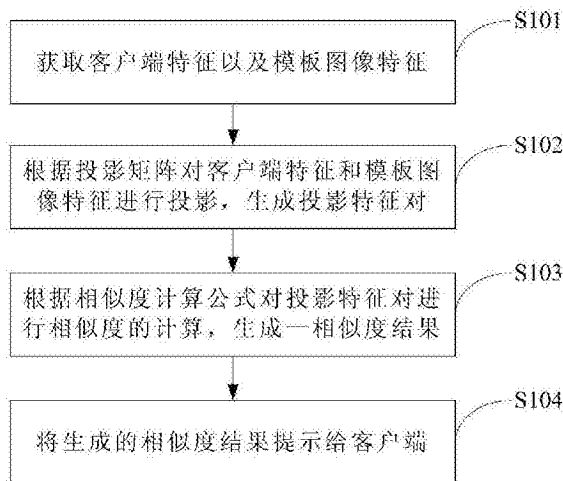 S101
获取客户端特征以及模板图像特征
S102
根据投影矩阵对客户端特征和模板图
像特征进行投影，生成投影特征对
S103
根据相似度计算公式对投影特征对进
行相似度的计算，生成一相似度结果
S104
将生成的相似度结果提示给客户端